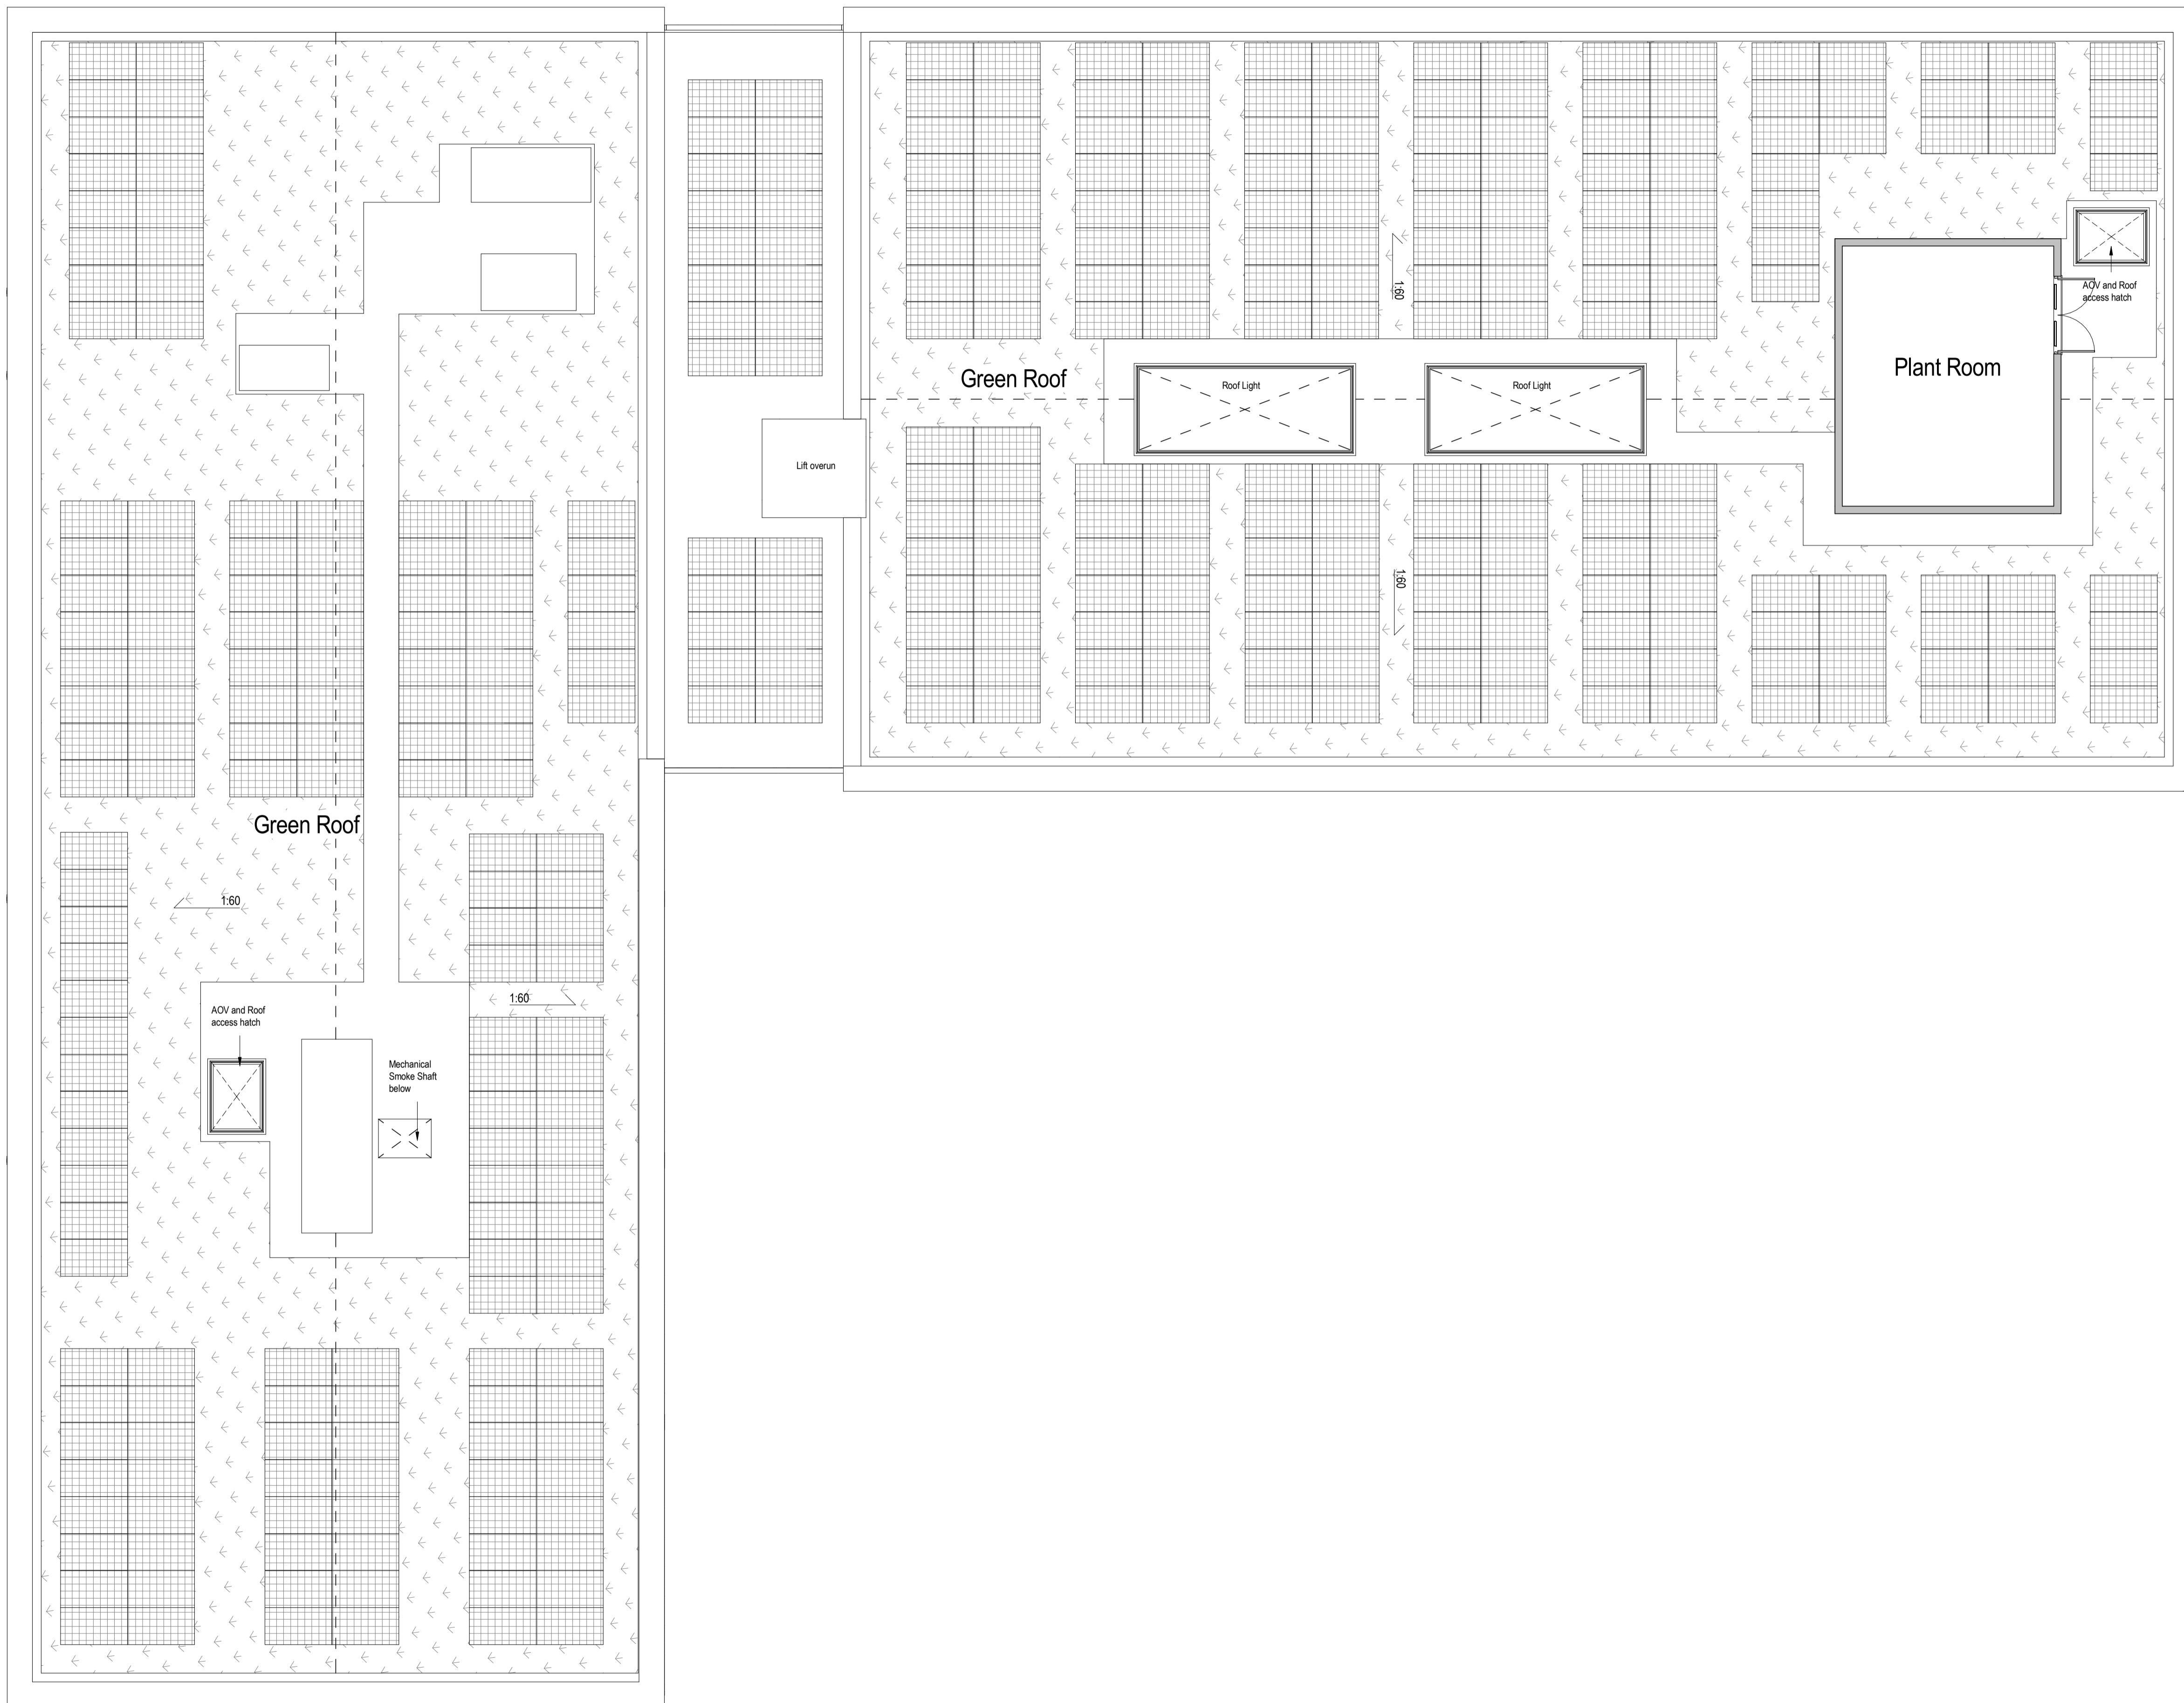 1:60
AOV and Roof
access hatch
Green Roof
Roof Light
Roof Light
Plant Room
Lift overun
1:60
Green Roof
1:60
1:60
AOV and Roof
access hatch
Mechanical
Smoke Shaft
below